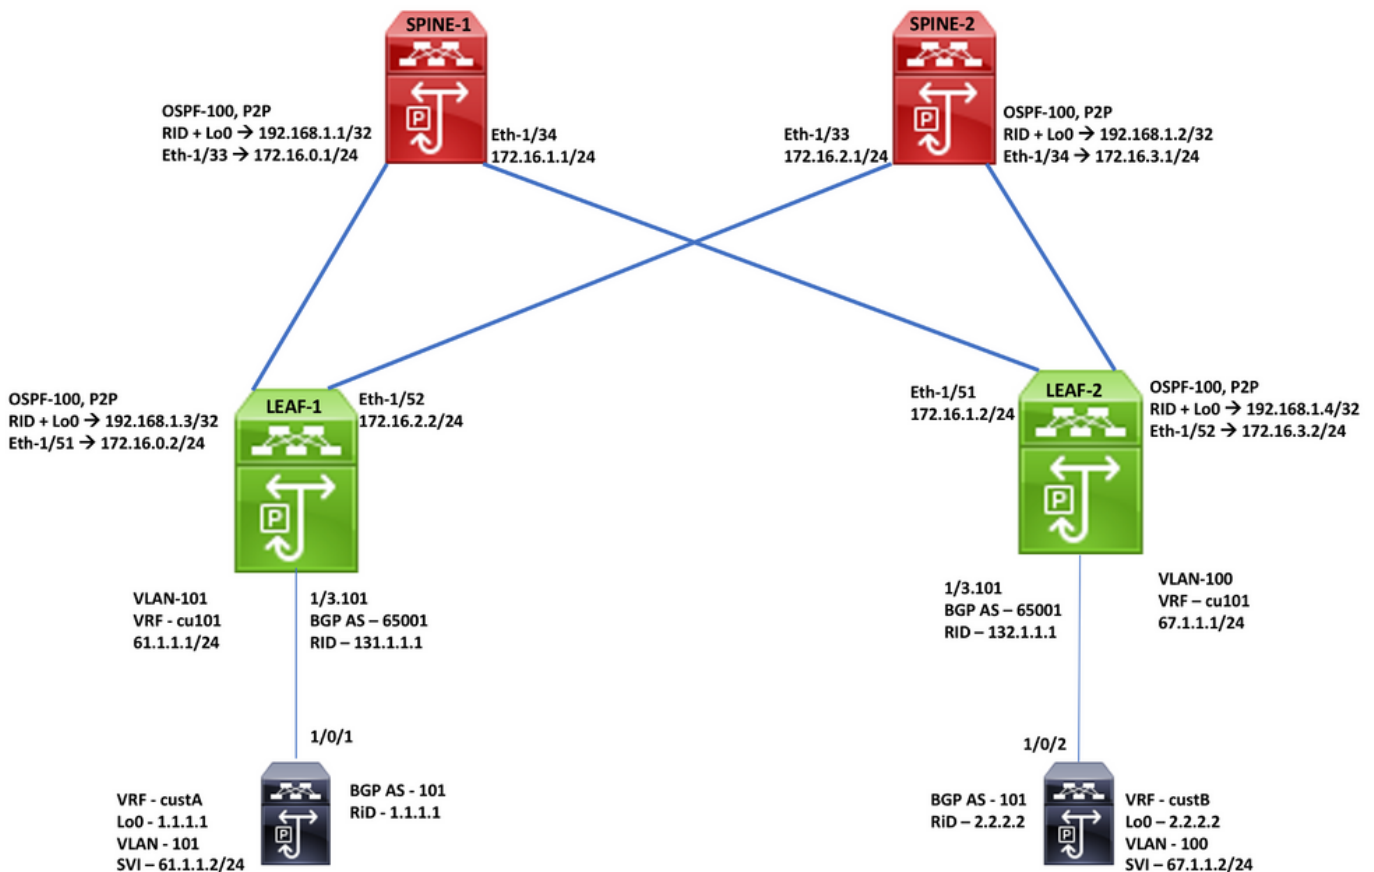 SPINE-1
SPINE-2
OSPF-100, P2P
RID + Lo0 → 192.168.1.1/32
Eth-1/33 → 172.16.0.1/24
Eth-1/34
172.16.1.1/24
Eth-1/33
172.16.2.1/24
OSPF-100, P2P
RID + Lo0 → 192.168.1.2/32
Eth-1/34 → 172.16.3.1/24
P
P
OSPF-100, P2P
RID + Lo0 → 192.168.1.3/32
Eth-1/51 → 172.16.0.2/24
LEAF-1
Eth-1/52
172.16.2.2/24
Eth-1/51
172.16.1.2/24
LEAF-2
OSPF-100, P2P
RID + Lo0 → 192.168.1.4/32
Eth-1/52 → 172.16.3.2/24
P
P
VLAN-101
VRF - cu101
61.1.1.1/24
1/3.101
BGP AS – 65001
RID – 131.1.1.1
1/3.101
BGP AS – 65001
RID – 132.1.1.1
VLAN-100
VRF – cu101
67.1.1.1/24
1/0/1
1/0/2
VRF - custA
Lo0 - 1.1.1.1
VLAN - 101
SVI – 61.1.1.2/24
P
BGP AS - 101
RiD - 1.1.1.1
BGP AS - 101
RiD – 2.2.2.2
P
VRF - custB
Lo0 – 2.2.2.2
VLAN - 100
SVI – 67.1.1.2/24